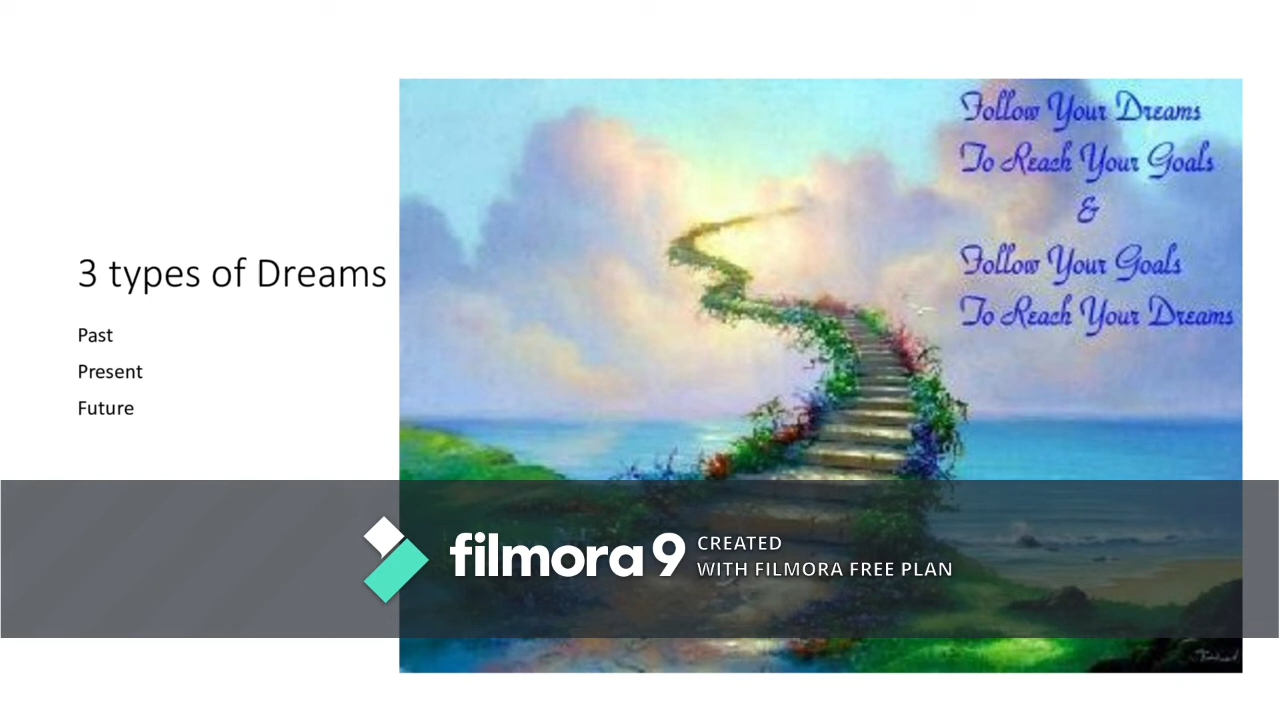 3 types of Dreams
Past
Present
Future
Follow Your Dreams
To Reach Your Goals
&
Follow Your Goals
To Reach Your Dreams
filmora 9
CREATED
WITH FILMORA FREE PLAN